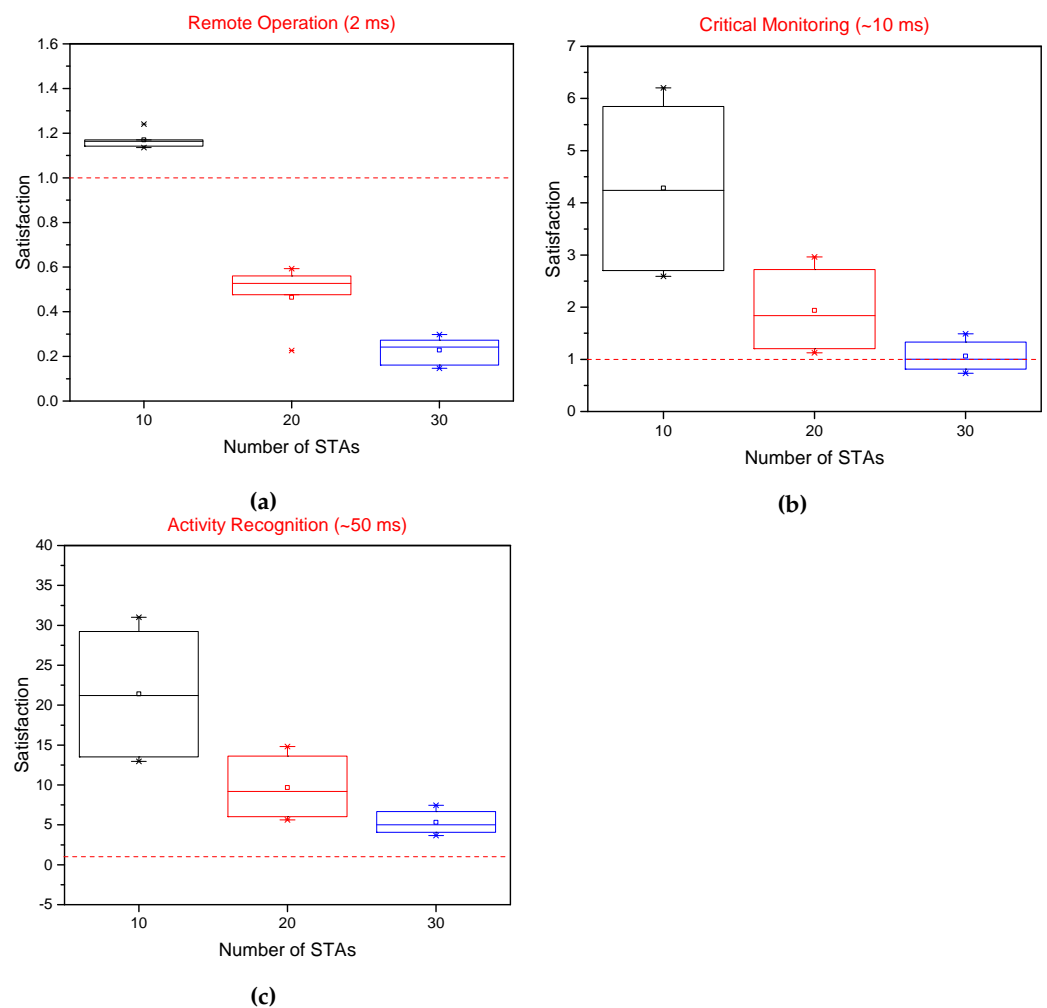 Remote Operation (2 ms)
1.6
1.4
1.2
1.0
0.8
0.6
0.4
0.2
0.0
Satisfaction
10 20 30
Number of STAs
(a)
Critical Monitoring (~10 ms)
7
6
5
4
3
2
1
0
Satisfaction
10 20 30
Number of STAs
(b)
Activity Recognition (~50 ms)
40
35
30
25
20
15
10
5
0
-5
Satisfaction
10 20 30
Number of STAs
(c)